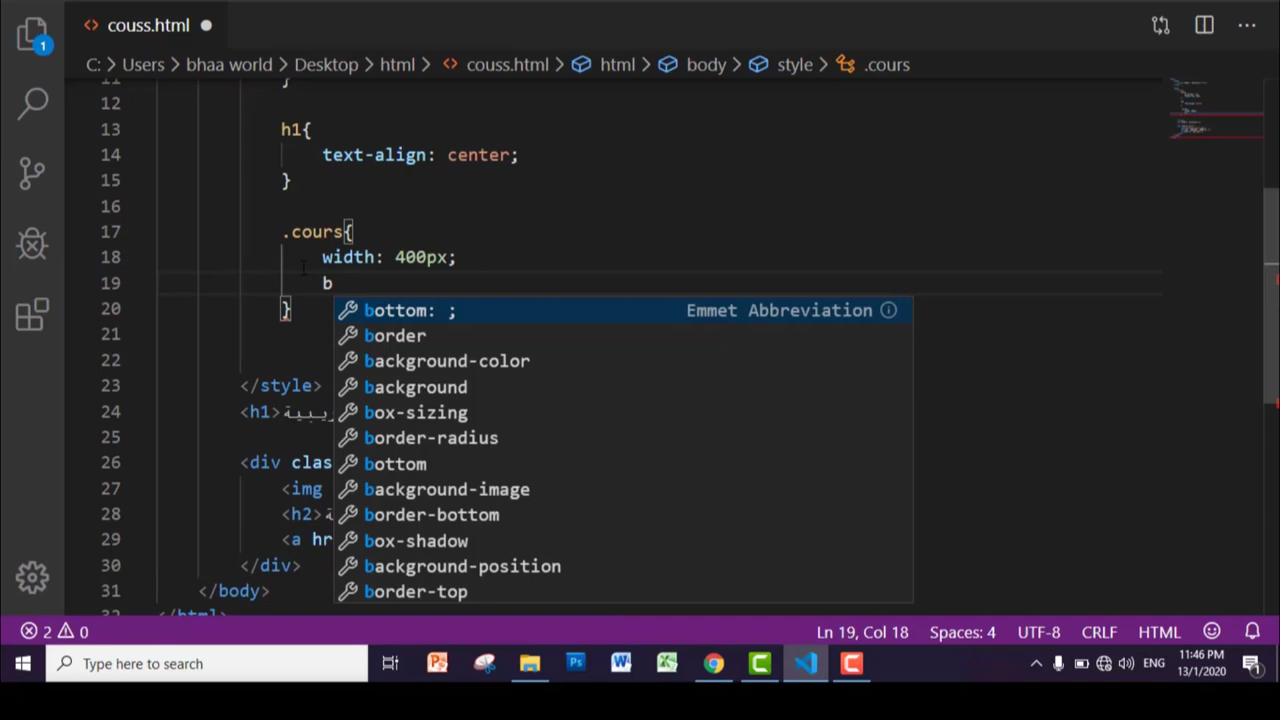 couss.html
C: Users bhaa world Desktop html couss.html html body style .cours
11 }
12
13 h1{
14 text-align: center;
15 }
16
17 .cours{
18 width: 400px;
19 b
20 }
bottom: ; Emmet Abbreviation
21 border
22 background-color
23 </style> background
24 <h1> box-sizing
25 border-radius
26 <div clas bottom
27 <img background-image
28 <h2> border-bottom
29 <a hr box-shadow
30 </div> background-position
31 </body> border-top
32 </html>
2 0 Ln 19, Col 18 Spaces: 4 UTF-8 CRLF HTML
Type here to search ENG 11:46 PM
13/1/2020
1